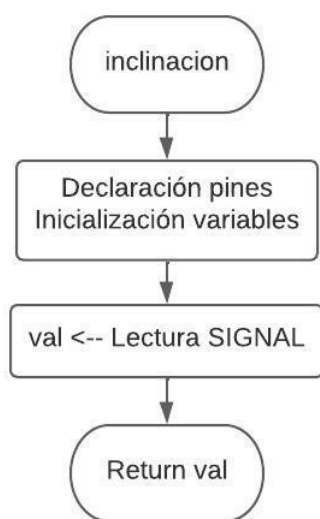 inclinacion
Declaración pines
Inicialización variables
val <-- Lectura SIGNAL
Return val